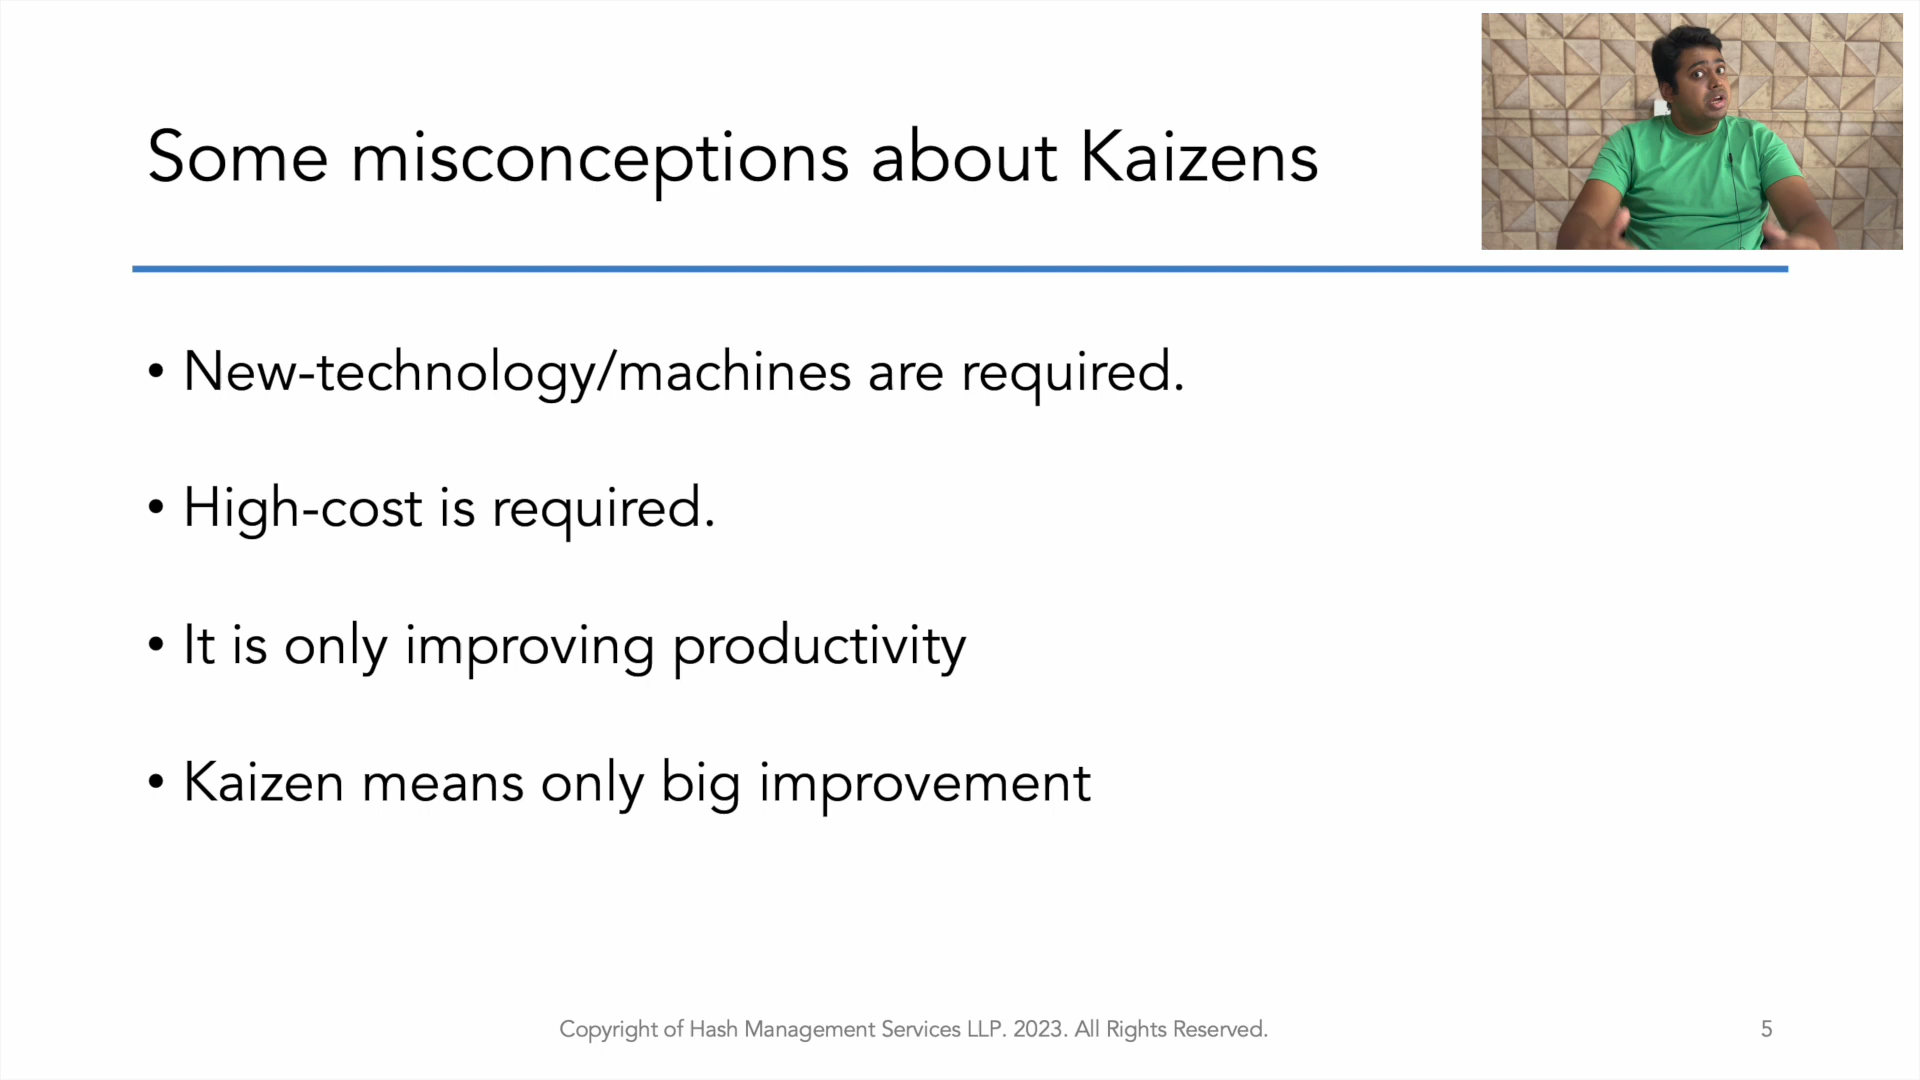 Some misconceptions about Kaizens
• New-technology/machines are required.
• High-cost is required.
• It is only improving productivity
• Kaizen means only big improvement
Copyright of Hash Management Services LLP. 2023. All Rights Reserved.
5